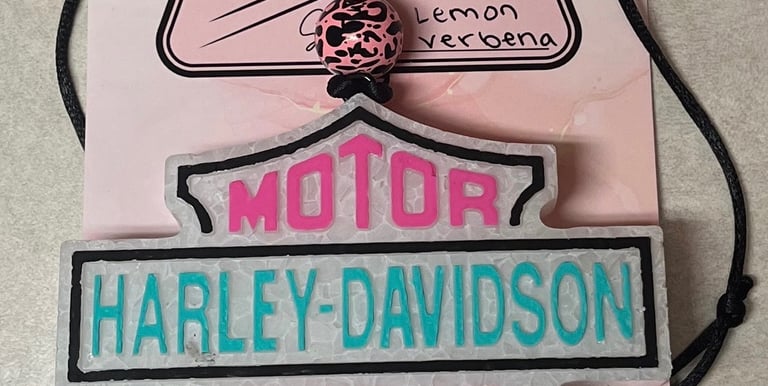 Lemon
verbena
MOTOR
HARLEY-DAVIDSON